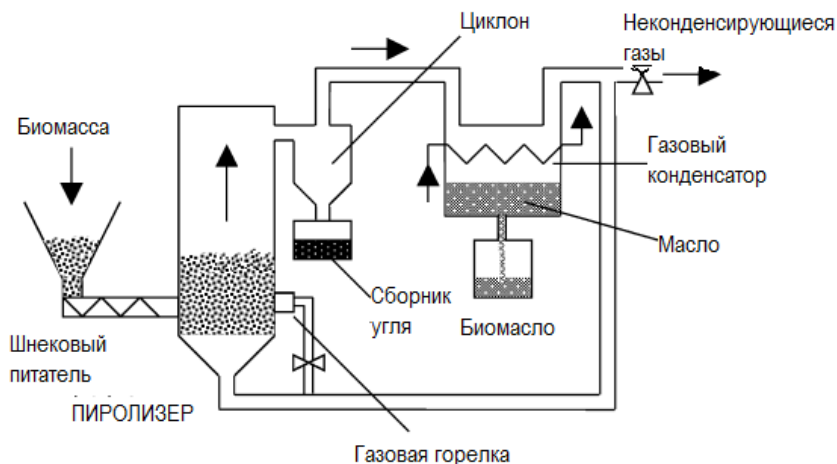 Циклон
Неконденсирующиеся
газы
Биомасса
Газовый
конденсатор
Масло
Сборник
угля
Биомасло
Шнековый
питатель
ПИРОЛИЗЕР
Газовая горелка